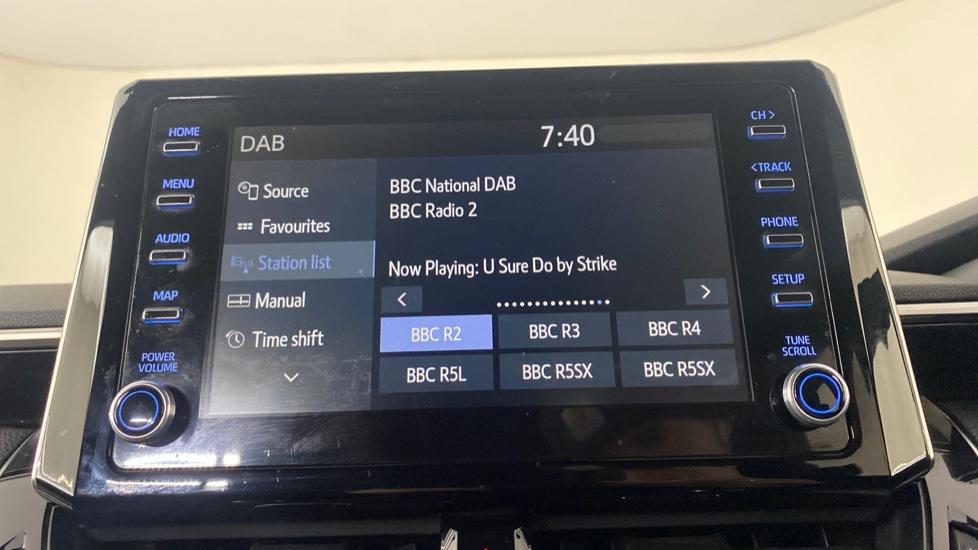 HOME
MENU
AUDIO
MAP
POWER
VOLUME
DAB
7:40
Source
Favourites
Station list
Manual
Time shift
BBC National DAB
BBC Radio 2
Now Playing: U Sure Do by Strike
BBC R2
BBC R3
BBC R4
BBC R5L
BBC R5SX
BBC R5SX
CH >
< TRACK
PHONE
SETUP
TUNE
SCROLL